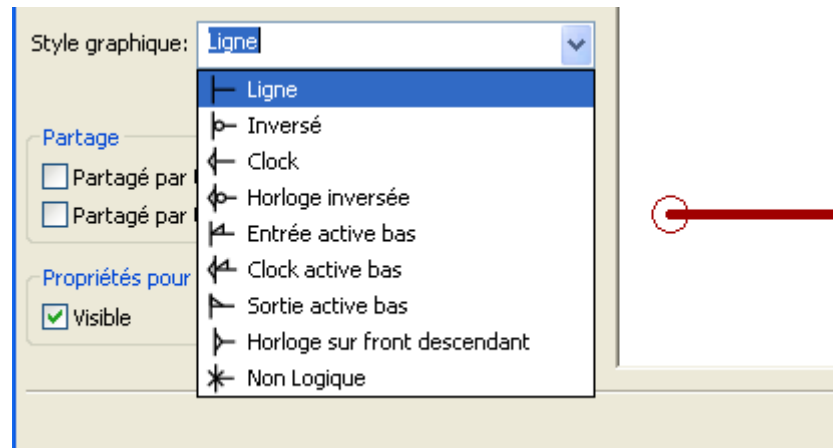 Style graphique: Ligne
Ligne
Inversé
Partage
Clock
Partagé par
Horloge inversée
Partagé par
Entrée active bas
Clock active bas
Propriétés pour
Sortie active bas
Visible
Horloge sur front descendant
Non Logique